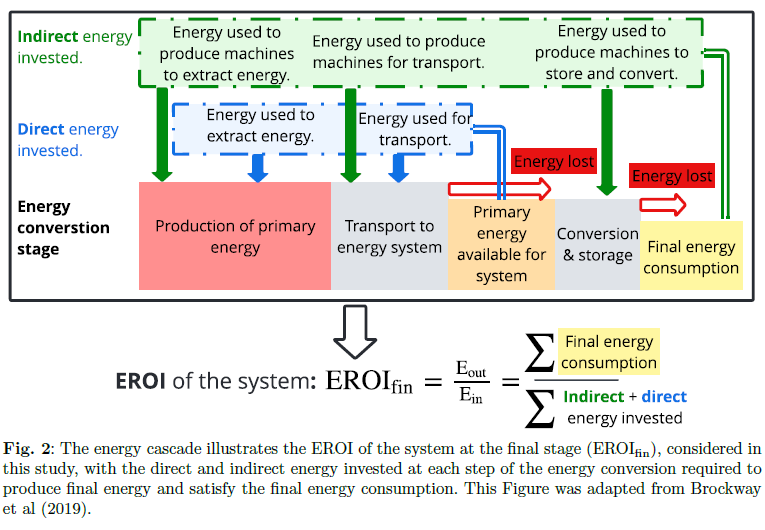 Indirect energy
invested.
Energy used to
produce machines
to extract energy.
Energy used to produce
machines for transport.
Energy used to
produce machines to
store and convert.
Direct energy
invested.
Energy used to
extract energy.
Energy used for
transport.
Energy lost
Energy lost
Energy
converstion
stage
Production of primary
energy
Transport to
energy system
Primary
energy
available for
system
Conversion
& storage
Final energy
consumption
EROI of the system: EROI_fin = E_out / E_in = ∑ Final energy consumption / ∑ Indirect + direct energy invested
Fig. 2: The energy cascade illustrates the EROI of the system at the final stage (EROI_fin), considered in
this study, with the direct and indirect energy invested at each step of the energy conversion required to
produce final energy and satisfy the final energy consumption. This Figure was adapted from Brockway
et al (2019).